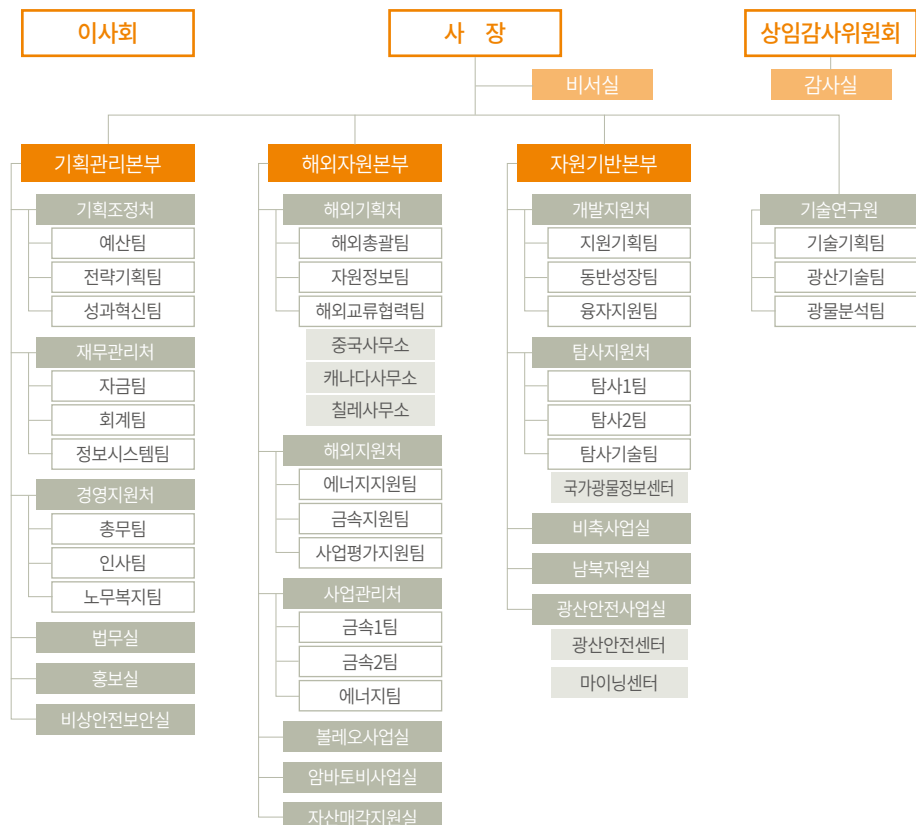 이사회
사 장
상임감사위원회
비서실
감사실
기획관리본부
기획조정처
예산팀
전략기획팀
성과혁신팀
재무관리처
자금팀
회계팀
정보시스템팀
경영지원처
총무팀
인사팀
노무복지팀
법무실
홍보실
비상안전보안실
해외자원본부
해외기획처
해외총괄팀
자원정보팀
해외교류협력팀
중국사무소
캐나다사무소
칠레사무소
해외지원처
에너지지원팀
금속지원팀
사업평가지원팀
사업관리처
금속1팀
금속2팀
에너지팀
볼레오사업실
암바토비사업실
자산매각지원실
자원기반본부
개발지원처
지원기획팀
동반성장팀
융자지원팀
탐사지원처
탐사1팀
탐사2팀
탐사기술팀
국가광물정보센터
비축사업실
남북자원실
광산안전사업실
광산안전센터
마이닝센터
기술연구원
기술기획팀
광산기술팀
광물분석팀